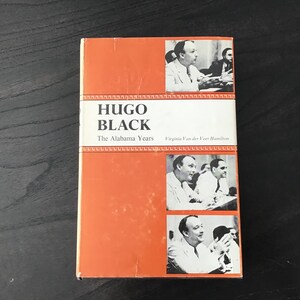 HUGO
BLACK
The Alabama Years
Virginia Van der Veer Hamilton